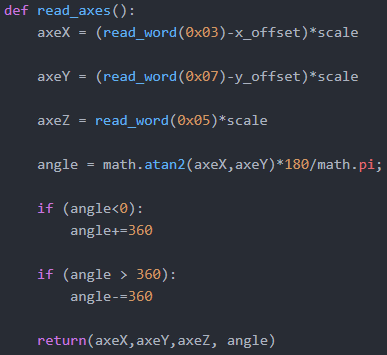 def read_axes():
    axeX = (read_word(0x03)-x_offset)*scale
    axeY = (read_word(0x07)-y_offset)*scale
    axeZ = read_word(0x05)*scale
    angle = math.atan2(axeX,axeY)*180/math.pi;
    if (angle<0):
        angle+=360
    if (angle > 360):
        angle-=360
    return(axeX,axeY,axeZ, angle)